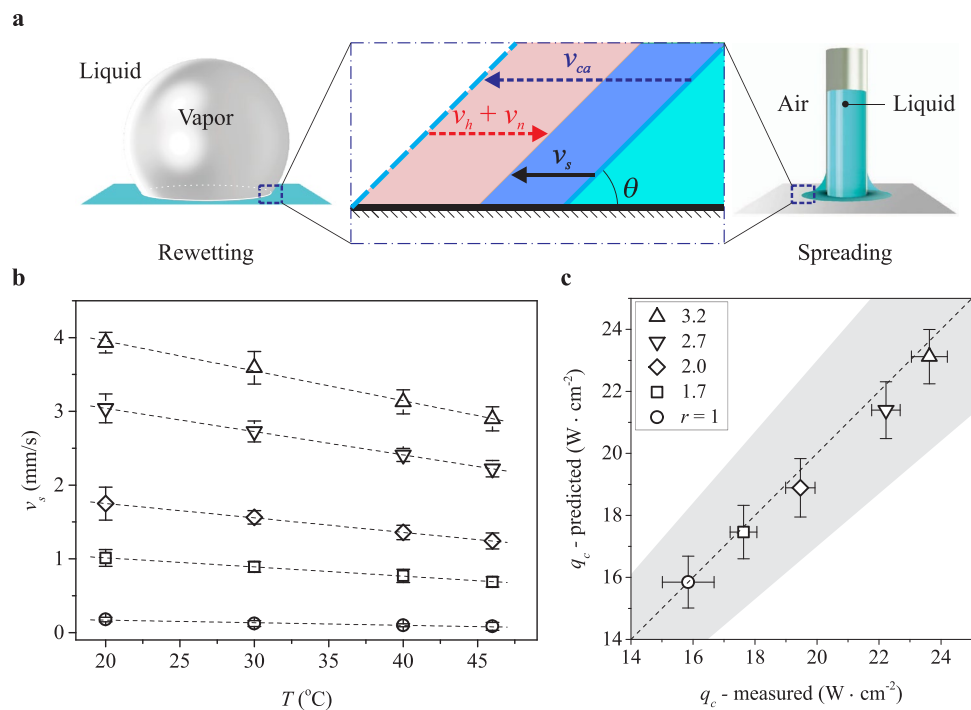 a
Liquid
Vapor
Rewetting
v_ca
v_h + v_n
v_s
θ
Air
Liquid
Spreading
b
4
3
2
1
0
v_s (mm/s)
20 25 30 35 40 45
T (°C)
c
3.2
2.7
2.0
1.7
r = 1
24
22
20
18
16
14
q_c - predicted (W · cm⁻²)
14 16 18 20 22 24
q_c - measured (W · cm⁻²)